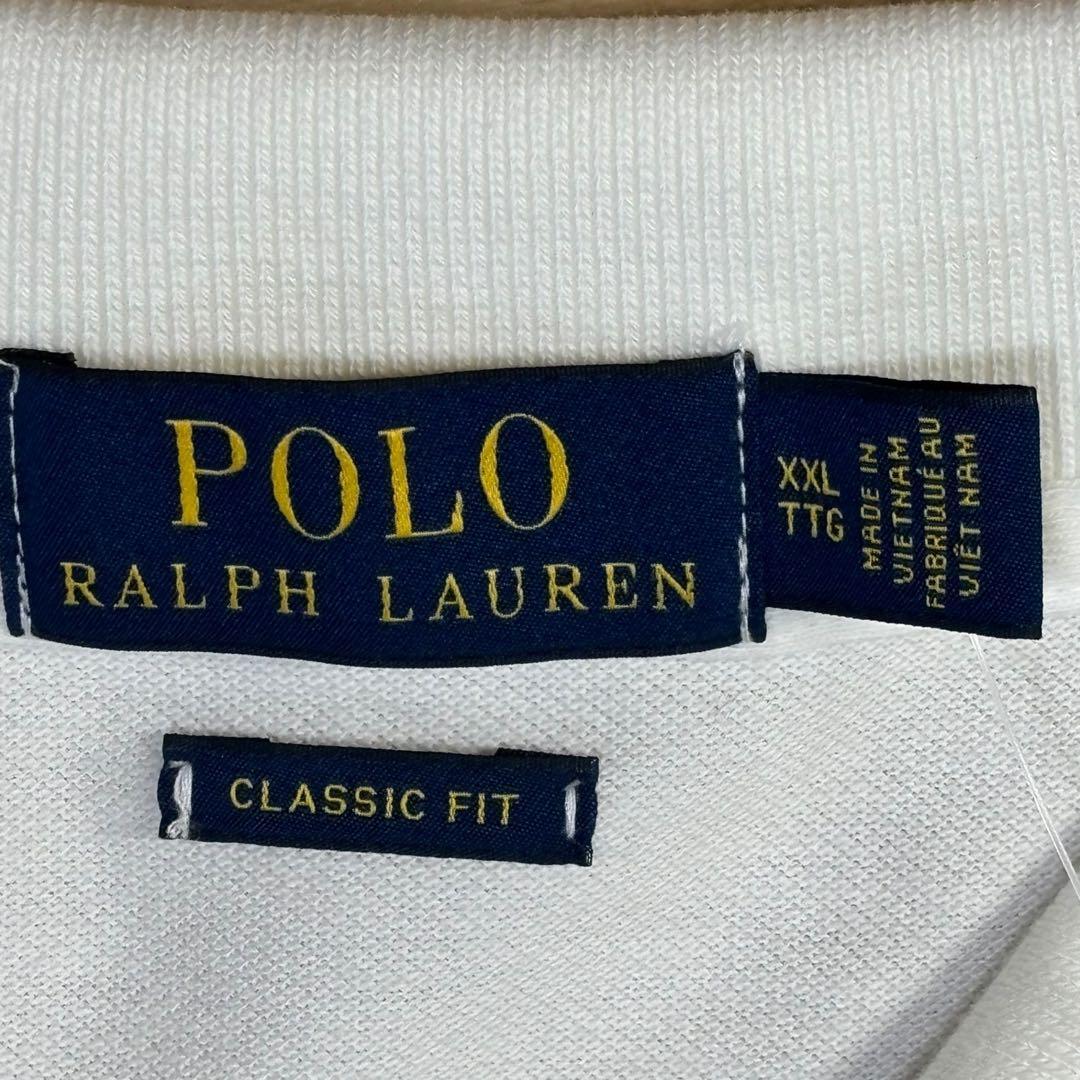 POLO
RALPH LAUREN
XXL
TTG
MADE IN
VIETNAM
FABRIQUÉ AU
VIÊT NAM
CLASSIC FIT